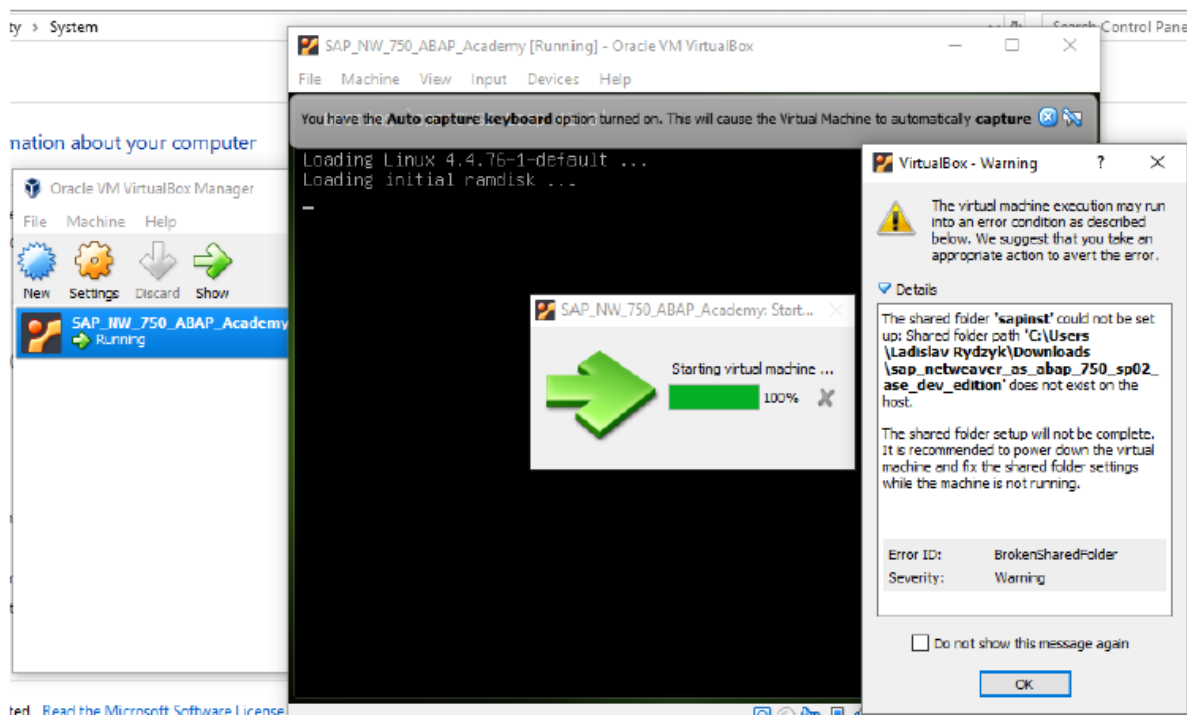 ty > System
Search Control Pane
SAP_NW_750_ABAP_Academy [Running] - Oracle VM VirtualBox
File Machine View Input Devices Help
You have the Auto capture keyboard option turned on. This will cause the Virtual Machine to automatically capture
Loading Linux 4.4.76-1-default ...
Loading initial ramdisk ...
mation about your computer
Oracle VM VirtualBox Manager
File Machine Help
New Settings Discard Show
SAP_NW_750_ABAP_Academy
Running
SAP_NW_750_ABAP_Academy: Start...
Starting virtual machine ...
100%
VirtualBox - Warning ?
The virtual machine execution may run
into an error condition as described
below. We suggest that you take an
appropriate action to avert the error.
Details
The shared folder 'sapinst' could not be set
up: Shared folder path 'C:\Users
\Ladislav Rydzyk\Downloads
\sap_netweaver_as_abap_750_sp02_
ase_dev_edition' does not exist on the
host.
The shared folder setup will not be complete.
It is recommended to power down the virtual
machine and fix the shared folder settings
while the machine is not running.
Error ID: BrokenSharedFolder
Severity: Warning
Do not show this message again
OK
ted Read the Microsoft Software License